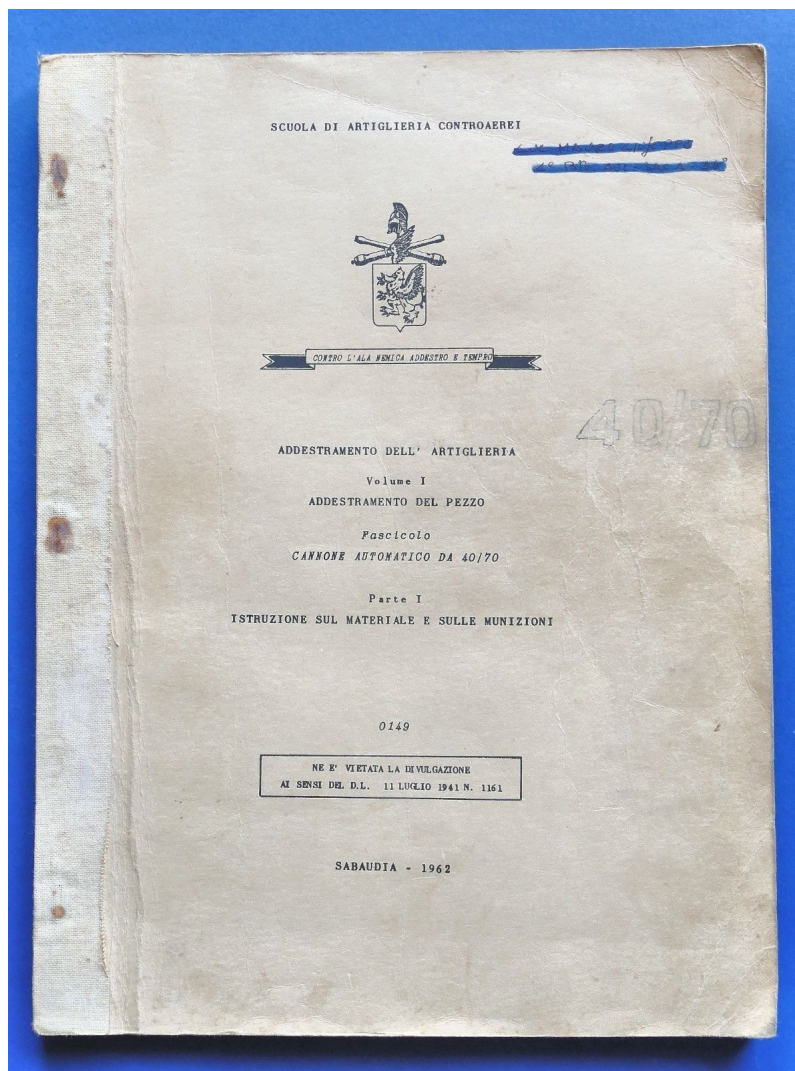 SCUOLA DI ARTIGLIERIA CONTROAEREI
CONTRO L'ALA NEMICA ADDESTRO E TEMPRO
40/70
ADDESTRAMENTO DELL' ARTIGLIERIA
Volume I
ADDESTRAMENTO DEL PEZZO
Fascicolo
CANNONE AUTOMATICO DA 40/70
Parte I
ISTRUZIONE SUL MATERIALE E SULLE MUNIZIONI
0149
NE E' VIETATA LA DIVULGAZIONE
AI SENSI DEL D.L. 11 LUGLIO 1941 N. 1161
SABAUDIA - 1962